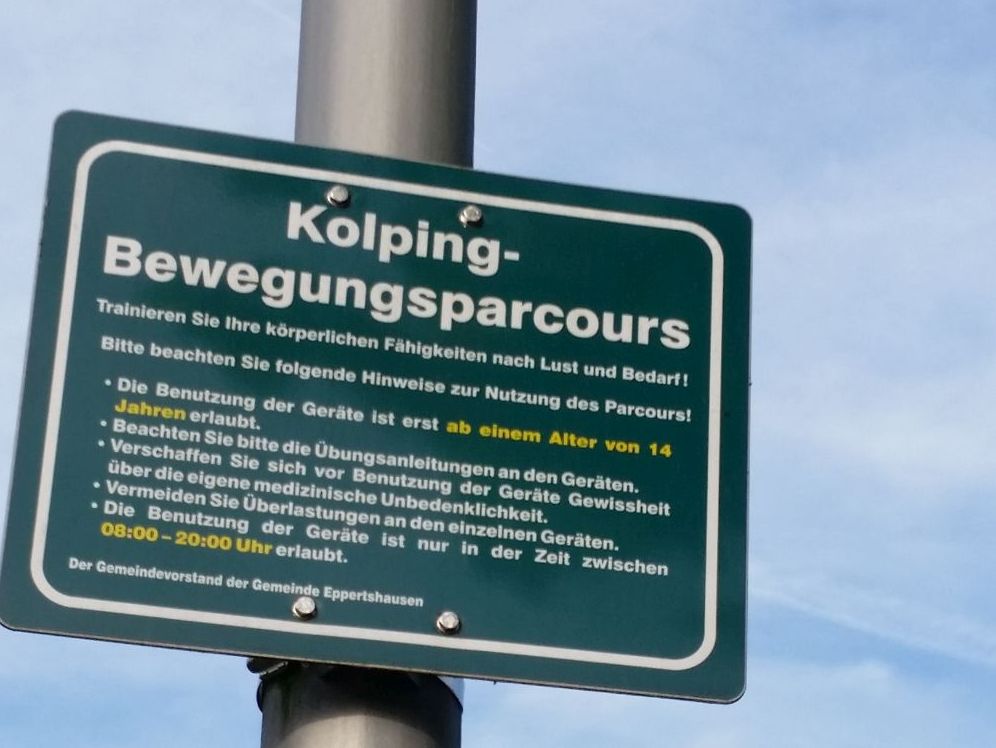 Kolping-
Bewegungsparcours
Trainieren Sie Ihre körperlichen Fähigkeiten nach Lust und Bedarf!
Bitte beachten Sie folgende Hinweise zur Nutzung des Parcours!
• Die Benutzung der Geräte ist erst ab einem Alter von 14
Jahren erlaubt.
• Beachten Sie bitte die Übungsanleitungen an den Geräten.
• Verschaffen Sie sich vor Benutzung der Geräte Gewissheit
über die eigene medizinische Unbedenklichkeit.
• Vermeiden Sie Überlastungen an den einzelnen Geräten.
• Die Benutzung der Geräte ist nur in der Zeit zwischen
08:00 – 20:00 Uhr erlaubt.
Der Gemeindevorstand der Gemeinde Eppertshausen